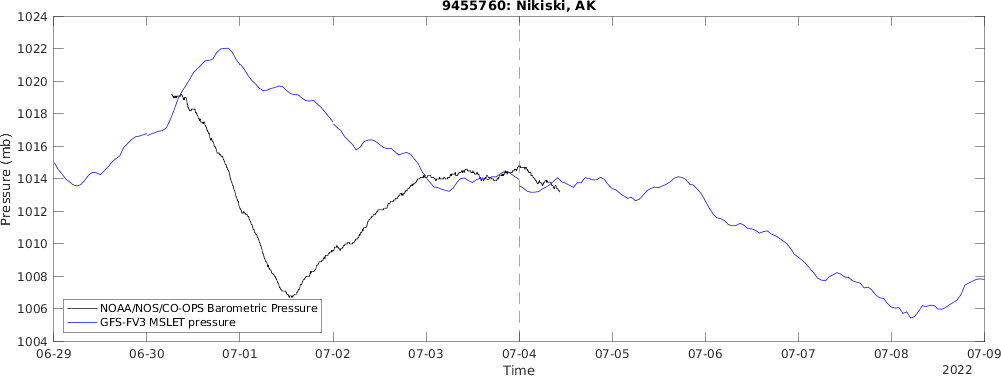 9455760: Nikiski, AK
1024
1022
1020
1018
1016
1014
1012
1010
1008
1006
1004
Pressure (mb)
NOAA/NOS/CO-OPS Barometric Pressure
GFS-FV3 MSLET pressure
06-29 06-30 07-01 07-02 07-03 07-04 07-05 07-06 07-07 07-08 07-09
Time
2022